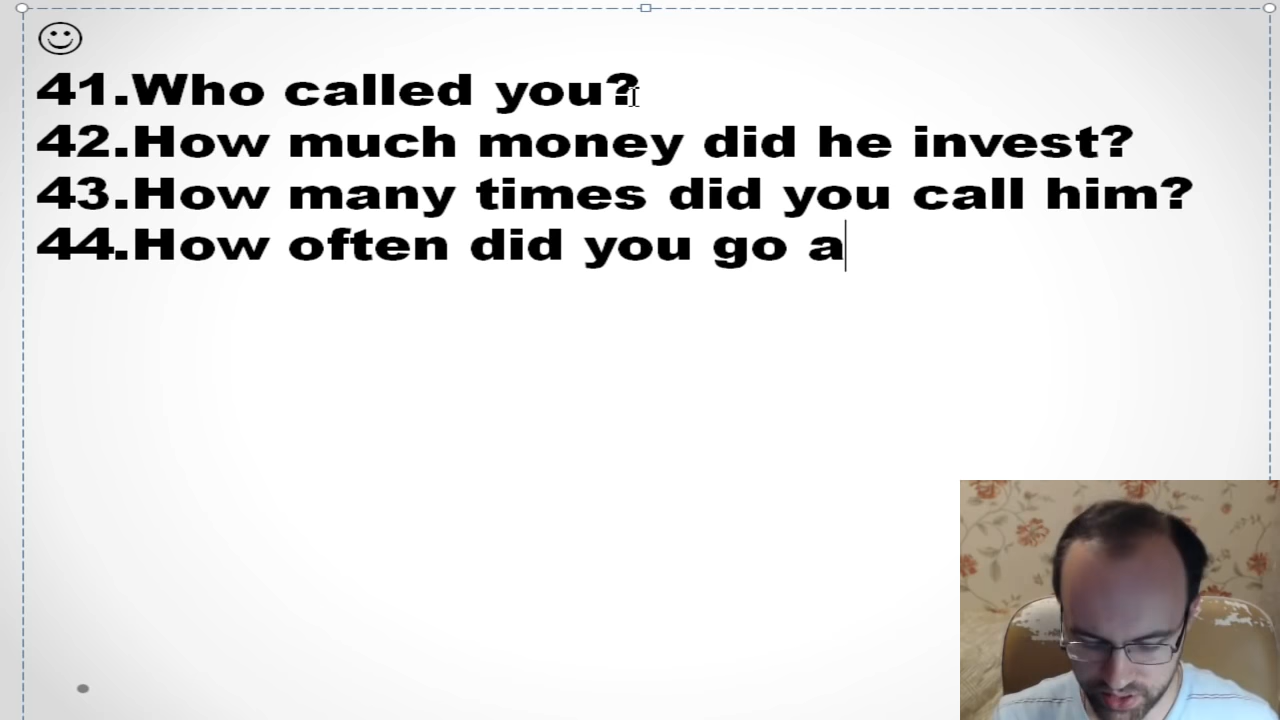 41.Who called you?
42.How much money did he invest?
43.How many times did you call him?
44.How often did you go a